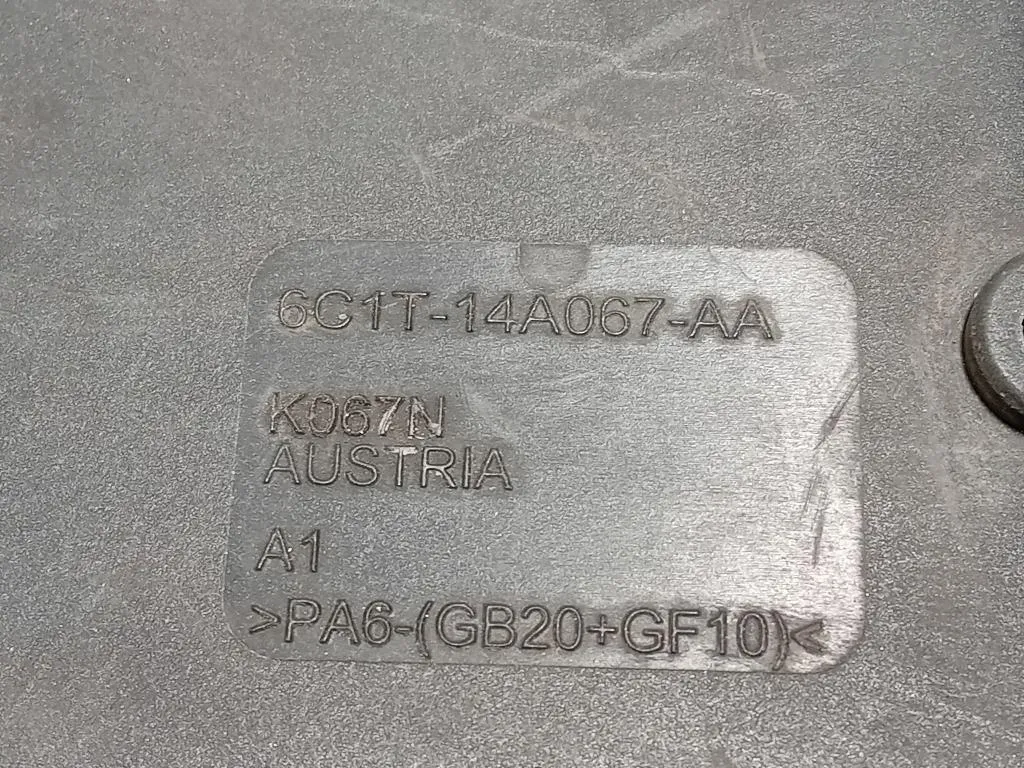 6C1T-14A067-AA
K067N
AUSTRIA
A1
>PA6-(GB20+GF10)<